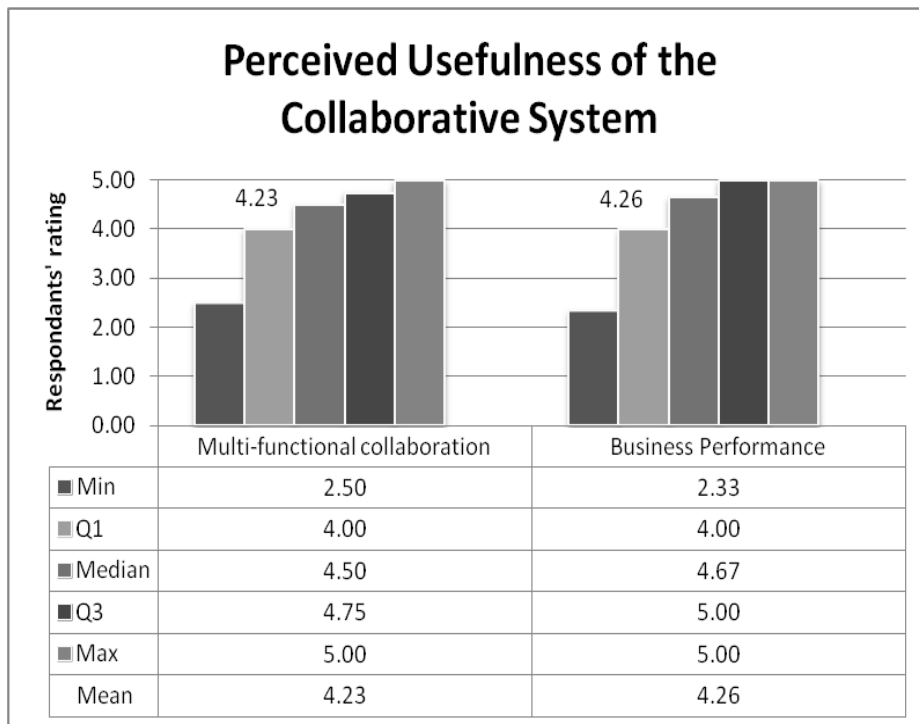 Perceived Usefulness of the
Collaborative System
Respondants' rating
5.00
4.00
3.00
2.00
1.00
0.00
4.23
4.26
Multi-functional collaboration Business Performance
Min 2.50 2.33
Q1 4.00 4.00
Median 4.50 4.67
Q3 4.75 5.00
Max 5.00 5.00
Mean 4.23 4.26